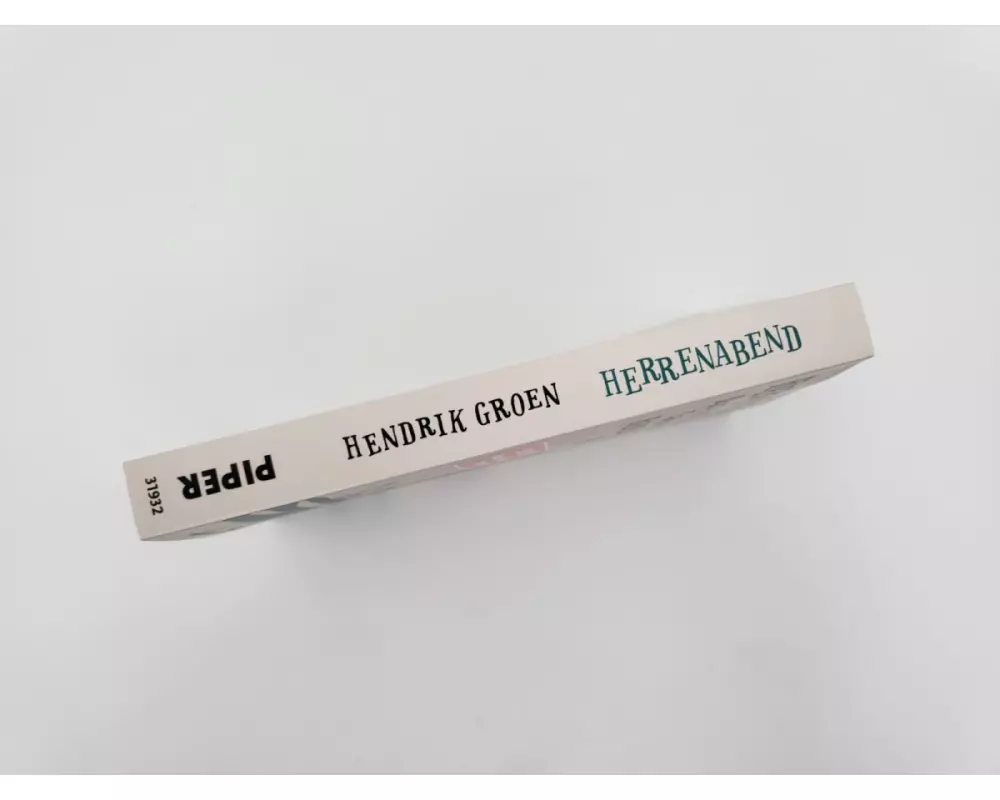 HENDRIK GROEN
HERRENABEND
PIPER
31932